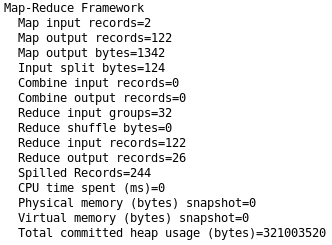 Map-Reduce Framework
Map input records=2
Map output records=122
Map output bytes=1342
Input split bytes=124
Combine input records=0
Combine output records=0
Reduce input groups=32
Reduce shuffle bytes=0
Reduce input records=122
Reduce output records=26
Spilled Records=244
CPU time spent (ms)=0
Physical memory (bytes) snapshot=0
Virtual memory (bytes) snapshot=0
Total committed heap usage (bytes)=321003520